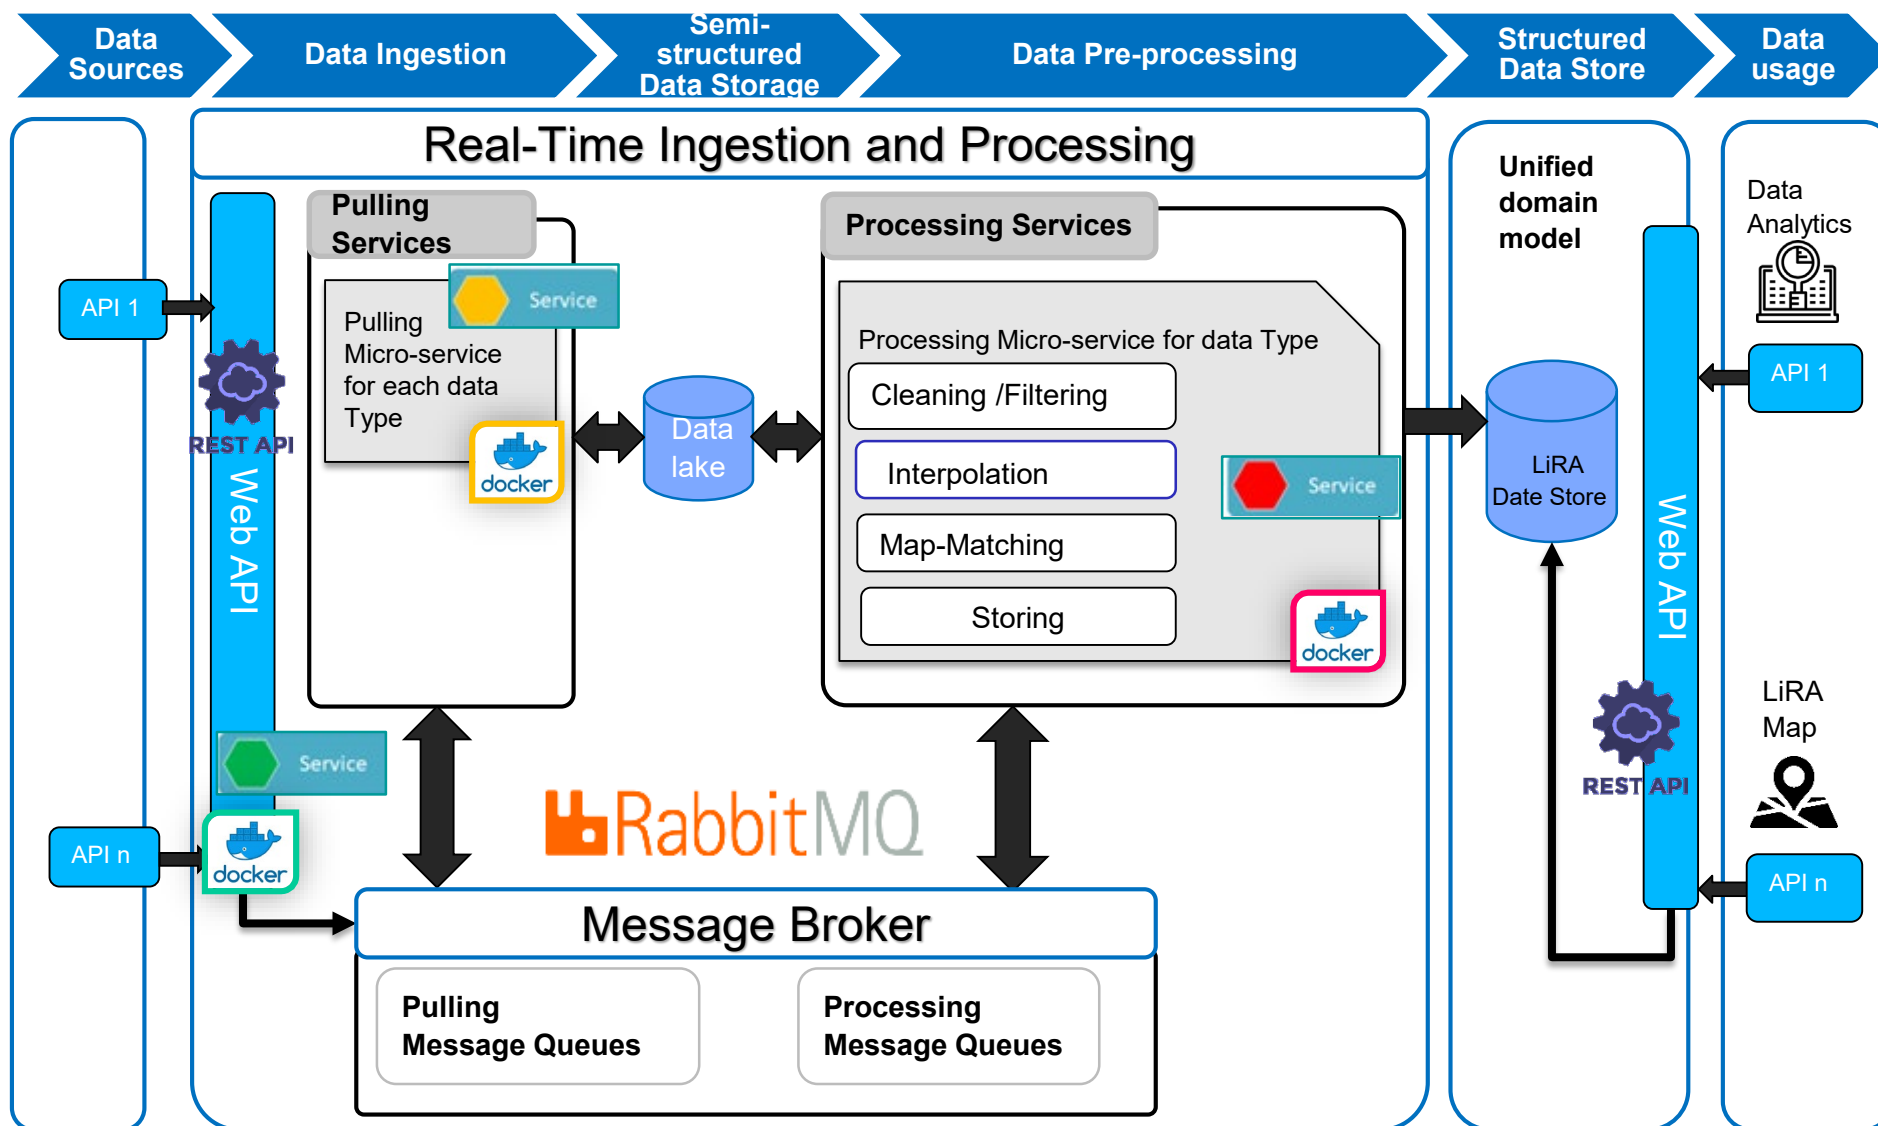 Data
Sources
Data Ingestion
Semi-
structured
Data Storage
Data Pre-processing
Structured
Data Store
Data
usage
Real-Time Ingestion and Processing
Pulling
Services
Service
Pulling
Micro-service
for each data
Type
docker
API 1
REST API
Web API
Service
API n
docker
Data
lake
Processing Services
Processing Micro-service for data Type
Cleaning /Filtering
Interpolation
Service
Map-Matching
Storing
docker
RabbitMQ
Message Broker
Pulling
Message Queues
Processing
Message Queues
Unified
domain
model
LiRA
Date Store
Web API
REST API
Data
Analytics
API 1
LiRA
Map
API n